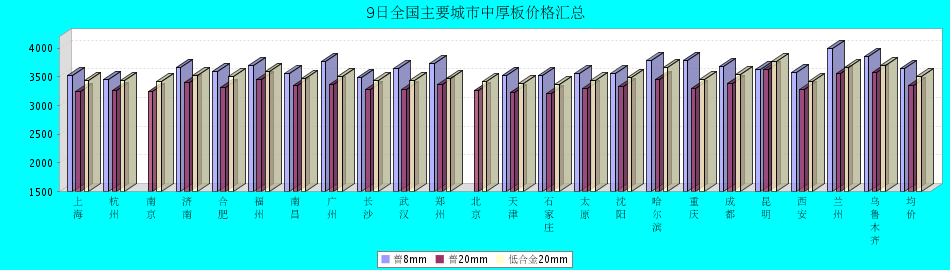 9日全国主要城市中厚板价格汇总
4000
3500
3000
2500
2000
1500
上海
杭州
南京
济南
合肥
福州
南昌
广州
长沙
武汉
郑州
北京
天津
石家庄
太原
沈阳
哈尔滨
重庆
成都
昆明
西安
兰州
乌鲁木齐
均价
普8mm 普20mm 低合金20mm